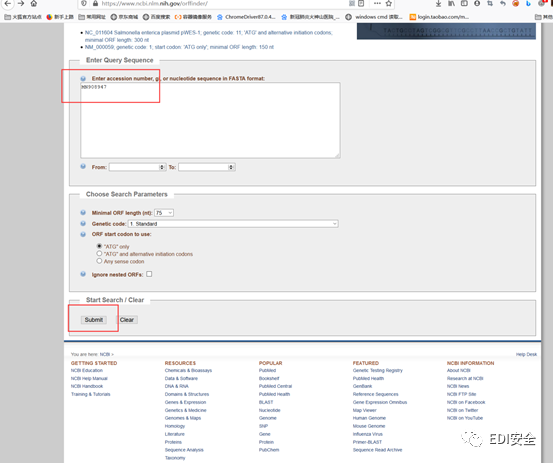 https://www.ncbi.nlm.nih.gov/orffinder/
火狐官方站点 新手上路 常用网址 京东商城 百度翻译 容器镜像服务 ChromeDriver87.0.4... 新冠肺炎火神山医院... windows cmd 读取... login.taobao.com/m...
• NC_011604 Salmonella enterica plasmid pWES-1; genetic code: 11; 'ATG' and alternative initiation codons;
minimal ORF length: 300 nt
• NM_000059; genetic code: 1; start codon: 'ATG only'; minimal ORF length: 150 nt
Enter Query Sequence
Enter accession number, gi, or nucleotide sequence in FASTA format:
MN908947
From: To:
Choose Search Parameters
Minimal ORF length (nt): 75
Genetic code: 1. Standard
ORF start codon to use:
"ATG" only
"ATG" and alternative initiation codons
Any sense codon
Ignore nested ORFs:
Start Search / Clear
Submit Clear
You are here: NCBI > Help Desk
GETTING STARTED
NCBI Education
NCBI Help Manual
NCBI Handbook
Training & Tutorials
RESOURCES
Chemicals & Bioassays
Data & Software
DNA & RNA
Domains & Structures
Genes & Expression
Genetics & Medicine
Genomes & Maps
Homology
Literature
Proteins
Sequence Analysis
Taxonomy
POPULAR
PubMed
Bookshelf
PubMed Central
PubMed Health
BLAST
Nucleotide
Genome
SNP
Gene
Protein
PubChem
FEATURED
Genetic Testing Registry
PubMed Health
GenBank
Reference Sequences
Gene Expression Omnibus
Map Viewer
Human Genome
Mouse Genome
Influenza Virus
Primer-BLAST
Sequence Read Archive
NCBI INFORMATION
About NCBI
Research at NCBI
NCBI News
NCBI FTP Site
NCBI on Facebook
NCBI on Twitter
NCBI on YouTube
EDI安全